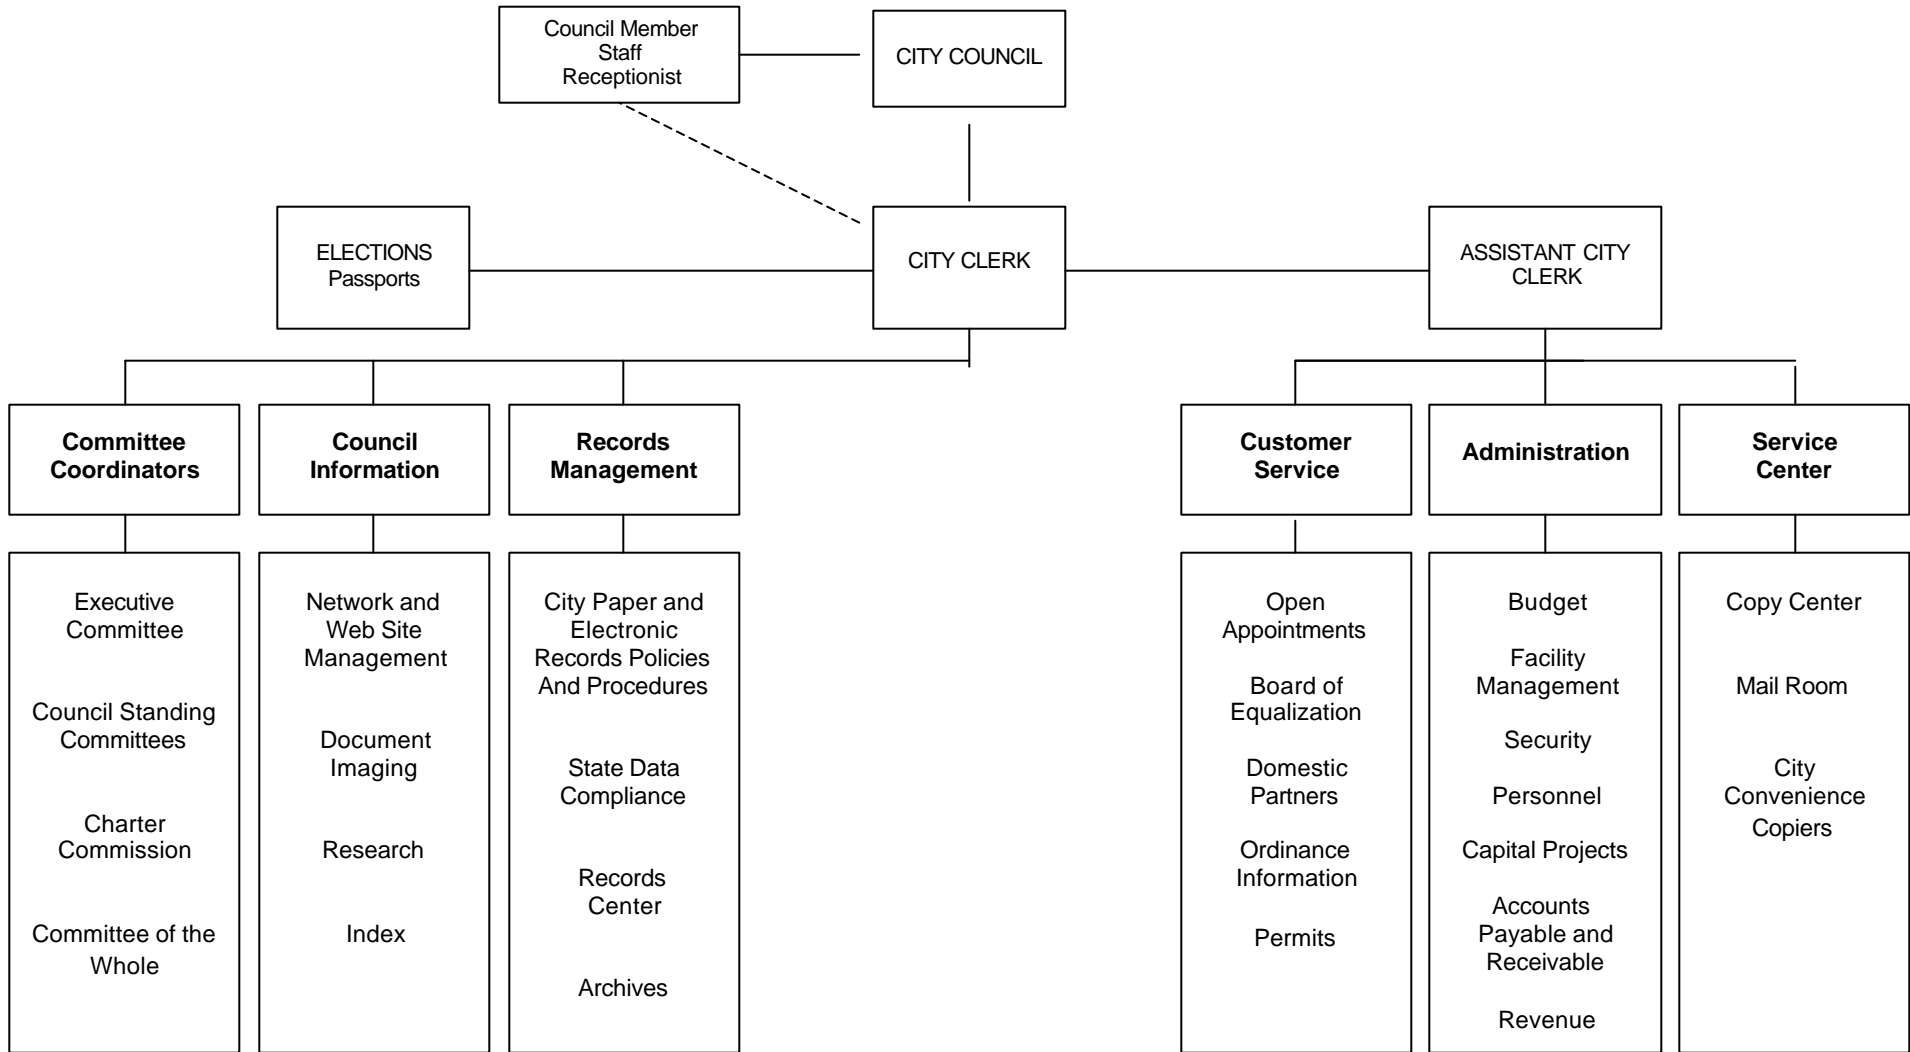 Council Member
Staff
Receptionist
CITY COUNCIL
ELECTIONS
Passports
CITY CLERK
ASSISTANT CITY
CLERK
Committee
Coordinators
Council
Information
Records
Management
Customer
Service
Administration
Service
Center
Executive
Committee
Council Standing
Committees
Charter
Commission
Committee of the
Whole
Network and
Web Site
Management
Document
Imaging
Research
Index
City Paper and
Electronic
Records Policies
And Procedures
State Data
Compliance
Records
Center
Archives
Open
Appointments
Board of
Equalization
Domestic
Partners
Ordinance
Information
Permits
Budget
Facility
Management
Security
Personnel
Capital Projects
Accounts
Payable and
Receivable
Revenue
Copy Center
Mail Room
City
Convenience
Copiers